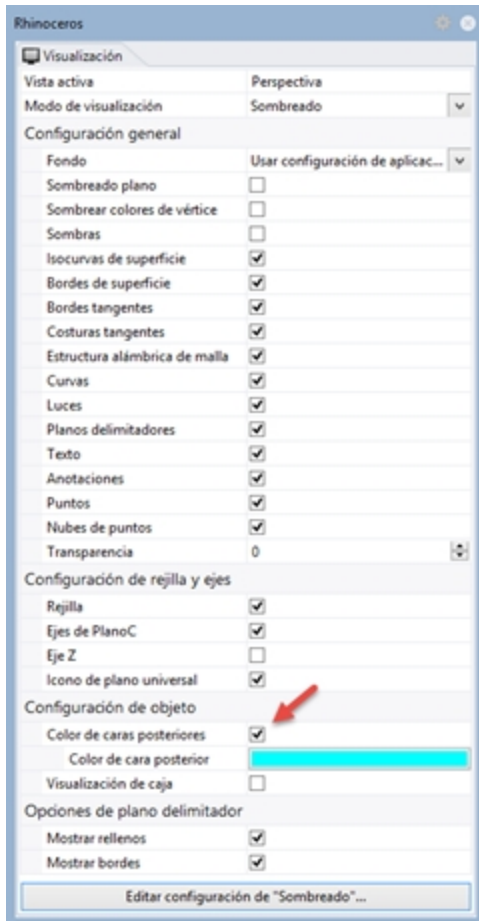 Rhinoceros
Visualización
Vista activa Perspectiva
Modo de visualización Sombreado
Configuración general
Fondo Usar configuración de aplicac...
Sombreado plano
Sombrear colores de vértice
Sombras
Isocurvas de superficie
Bordes de superficie
Bordes tangentes
Costuras tangentes
Estructura alámbrica de malla
Curvas
Luces
Planos delimitadores
Texto
Anotaciones
Puntos
Nubes de puntos
Transparencia 0
Configuración de rejilla y ejes
Rejilla
Ejes de PlanoC
Eje Z
Icono de plano universal
Configuración de objeto
Color de caras posteriores
Color de cara posterior
Visualización de caja
Opciones de plano delimitador
Mostrar rellenos
Mostrar bordes
Editar configuración de "Sombreado"...